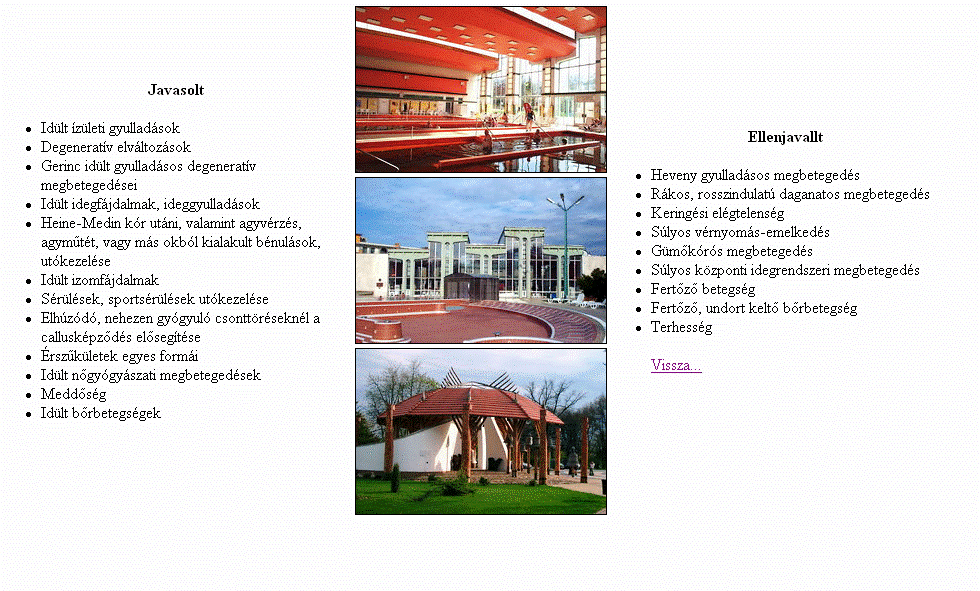 Javasolt
Idült ízületi gyulladások
Degeneratív elváltozások
Gerinc idült gyulladásos degeneratív
megbetegedései
Idült idegfájdalmak, ideggyulladások
Heine-Medin kór utáni, valamint agyvérzés,
agyműtét, vagy más okból kialakult bénulások,
utókezelése
Idült izomfájdalmak
Sérülések, sportsérülések utókezelése
Elhúzódó, nehezen gyógyuló csonttöréseknél a
callusképződés elősegítése
Érszűkületek egyes formái
Idült nőgyógyászati megbetegedések
Meddőség
Idült bőrbetegségek
Ellenjavallt
Heveny gyulladásos megbetegedés
Rákos, rosszindulatú daganatos megbetegedés
Keringési elégtelenség
Súlyos vérnyomás-emelkedés
Gümőkóros megbetegedés
Súlyos központi idegrendszeri megbetegedés
Fertőző betegség
Fertőző, undort keltő bőrbetegség
Terhesség
Vissza...